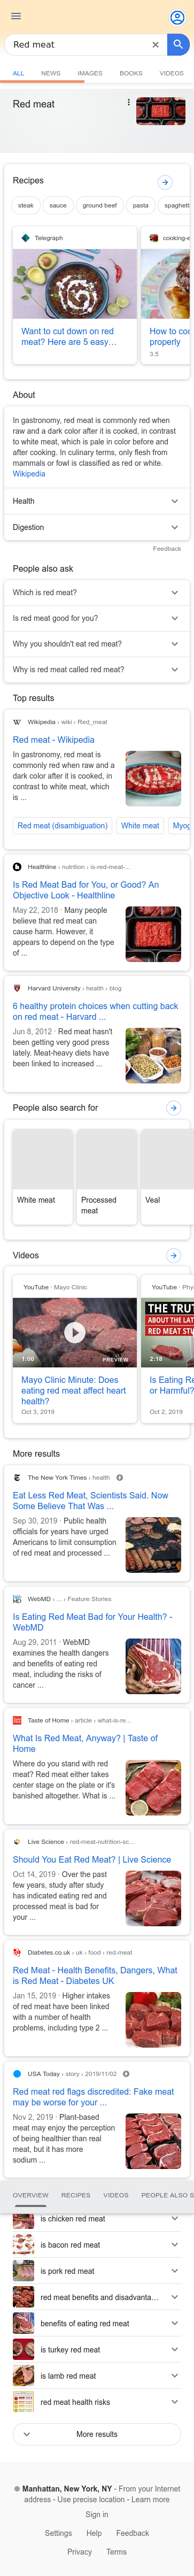 Red meat
ALL NEWS IMAGES BOOKS VIDEOS
Red meat
Recipes
steak sauce ground beef pasta spaghett
Telegraph
Want to cut down on red
meat? Here are 5 easy…
cooking-e
How to coo
properly
3.5
About
In gastronomy, red meat is commonly red when
raw and a dark color after it is cooked, in contrast
to white meat, which is pale in color before and
after cooking. In culinary terms, only flesh from
mammals or fowl is classified as red or white.
Wikipedia
Health
Digestion
Feedback
People also ask
Which is red meat?
Is red meat good for you?
Why you shouldn't eat red meat?
Why is red meat called red meat?
Top results
Wikipedia › wiki › Red_meat
Red meat - Wikipedia
In gastronomy, red meat is
commonly red when raw and a
dark color after it is cooked, in
contrast to white meat, which
is ...
Red meat (disambiguation) White meat Myog
Healthline › nutrition › is-red-meat-...
Is Red Meat Bad for You, or Good? An
Objective Look - Healthline
May 22, 2018 · Many people
believe that red meat can
cause harm. However, it
appears to depend on the type
of ...
Harvard University › health › blog
6 healthy protein choices when cutting back
on red meat - Harvard ...
Jun 8, 2012 · Red meat hasn't
been getting very good press
lately. Meat-heavy diets have
been linked to increased ...
People also search for
White meat
Processed
meat
Veal
Videos
YouTube · Mayo Clinic
1:00
PREVIEW
Mayo Clinic Minute: Does
eating red meat affect heart
health?
Oct 3, 2019
YouTube · Phy
THE TRU
ABOUT THE LAT
RED MEAT STU
2:18
Is Eating Re
or Harmful?
Oct 2, 2019
More results
The New York Times › health
Eat Less Red Meat, Scientists Said. Now
Some Believe That Was ...
Sep 30, 2019 · Public health
officials for years have urged
Americans to limit consumption
of red meat and processed ...
WebMD › ... › Feature Stories
Is Eating Red Meat Bad for Your Health? -
WebMD
Aug 29, 2011 · WebMD
examines the health dangers
and benefits of eating red
meat, including the risks of
cancer ...
Taste of Home › article › what-is-re...
What Is Red Meat, Anyway? | Taste of
Home
Where do you stand with red
meat? Red meat either takes
center stage on the plate or it's
banished altogether. What is ...
Live Science › red-meat-nutrition-sc...
Should You Eat Red Meat? | Live Science
Oct 14, 2019 · Over the past
few years, study after study
has indicated eating red and
processed meat is bad for
your ...
Diabetes.co.uk › uk › food › red-meat
Red Meat - Health Benefits, Dangers, What
is Red Meat - Diabetes UK
Jan 15, 2019 · Higher intakes
of red meat have been linked
with a number of health
problems, including type 2 ...
USA Today › story › 2019/11/02
Red meat red flags discredited: Fake meat
may be worse for your ...
Nov 2, 2019 · Plant-based
meat may enjoy the perception
of being healthier than real
meat, but it has more
sodium ...
OVERVIEW RECIPES VIDEOS PEOPLE ALSO S
is chicken red meat
is bacon red meat
is pork red meat
red meat benefits and disadvanta…
benefits of eating red meat
is turkey red meat
is lamb red meat
red meat health risks
More results
Manhattan, New York, NY - From your Internet
address - Use precise location - Learn more
Sign in
Settings Help Feedback
Privacy Terms